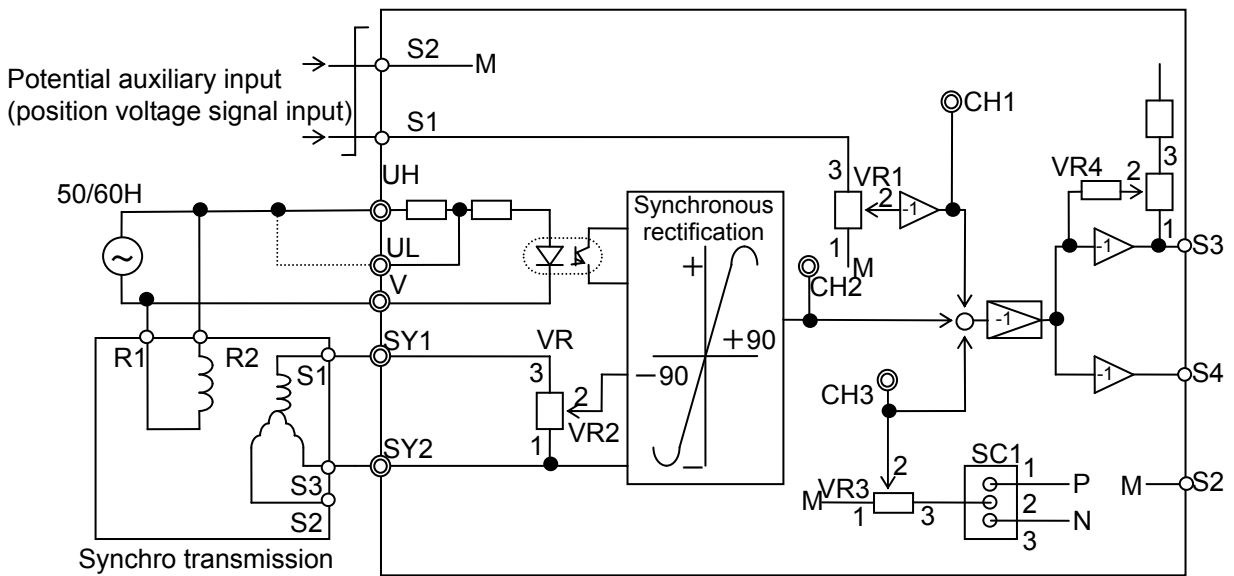 S2
M
Potential auxiliary input
(position voltage signal input)
S1
CH1
UH
50/60H
3
VR1
2
-1
1
M
Synchronous
rectification
+
+90
−90
−
VR4
2
3
1
-1
S3
UL
V
CH2
-1
SY1
VR
3
2
1
VR2
R1
R2
S1
CH3
-1
S4
SY2
S3
S2
2
SC1
1
P
M
VR3
1
3
2
N
3
M
S2
Synchro transmission